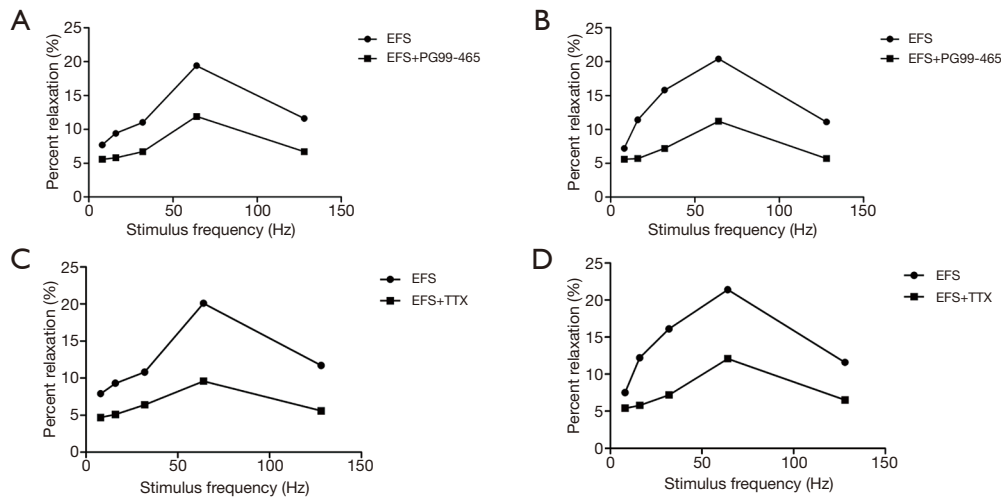 A
Percent relaxation (%)
25
20
15
10
5
0
0
50
100
150
Stimulus frequency (Hz)
EFS
EFS+PG99-465
B
Percent relaxation (%)
25
20
15
10
5
0
0
50
100
150
Stimulus frequency (Hz)
EFS
EFS+PG99-465
C
Percent relaxation (%)
25
20
15
10
5
0
0
50
100
150
Stimulus frequency (Hz)
EFS
EFS+TTX
D
Percent relaxation (%)
25
20
15
10
5
0
0
50
100
150
Stimulus frequency (Hz)
EFS
EFS+TTX